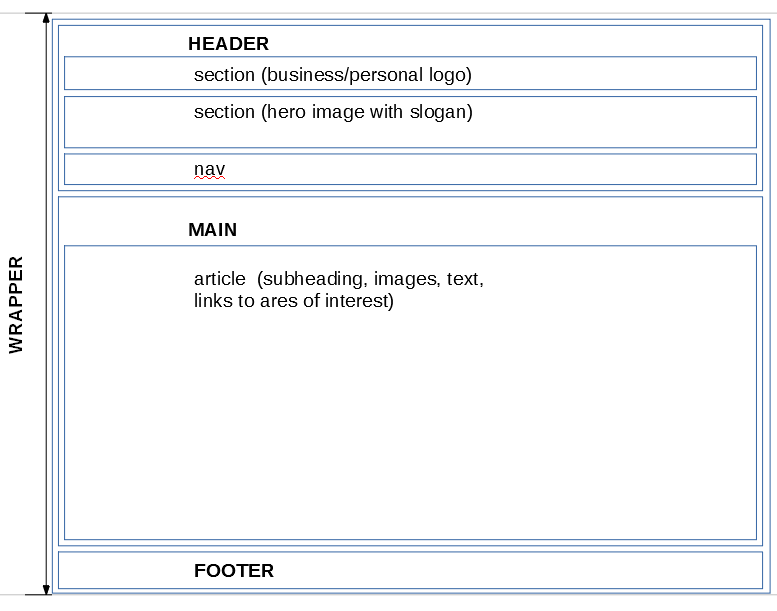 HEADER
section (business/personal logo)
section (hero image with slogan)
nav
MAIN
article  (subheading, images, text,
links to ares of interest)
WRAPPER
FOOTER